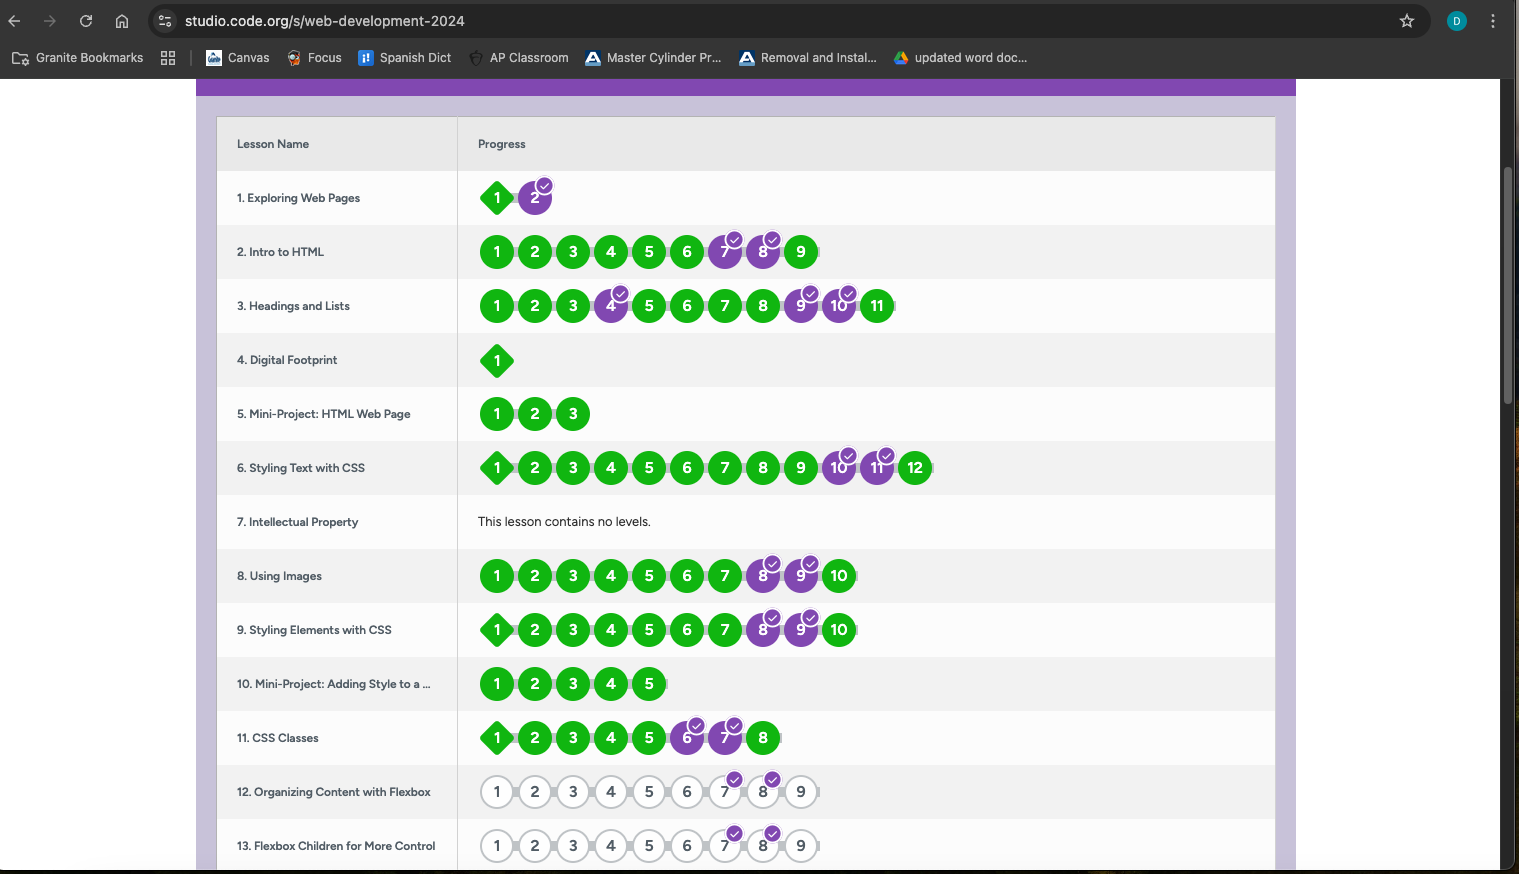 studio.code.org/s/web-development-2024
D
Granite Bookmarks Canvas Focus Spanish Dict AP Classroom Master Cylinder Pr... Removal and Instal... updated word doc...
Lesson Name Progress
1. Exploring Web Pages 1 2
2. Intro to HTML 1 2 3 4 5 6 7 8 9
3. Headings and Lists 1 2 3 4 5 6 7 8 9 10 11
4. Digital Footprint 1
5. Mini-Project: HTML Web Page 1 2 3
6. Styling Text with CSS 1 2 3 4 5 6 7 8 9 10 11 12
7. Intellectual Property This lesson contains no levels.
8. Using Images 1 2 3 4 5 6 7 8 9 10
9. Styling Elements with CSS 1 2 3 4 5 6 7 8 9 10
10. Mini-Project: Adding Style to a ... 1 2 3 4 5
11. CSS Classes 1 2 3 4 5 6 7 8
12. Organizing Content with Flexbox 1 2 3 4 5 6 7 8 9
13. Flexbox Children for More Control 1 2 3 4 5 6 7 8 9